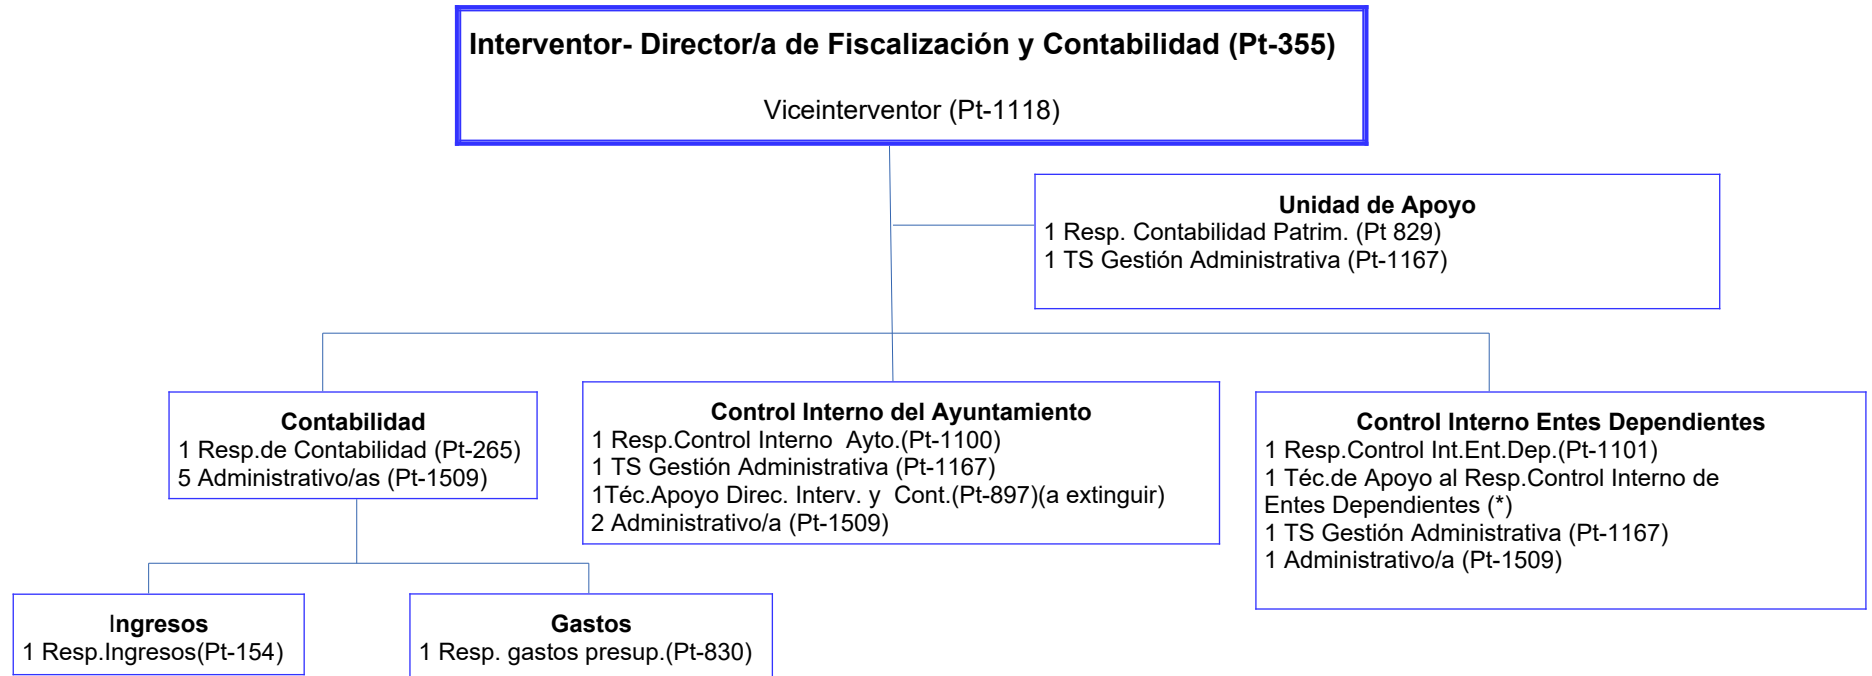 Interventor- Director/a de Fiscalización y Contabilidad (Pt-355)
Viceinterventor (Pt-1118)
Unidad de Apoyo
1 Resp. Contabilidad Patrim. (Pt 829)
1 TS Gestión Administrativa (Pt-1167)
Contabilidad
1 Resp.de Contabilidad (Pt-265)
5 Administrativo/as (Pt-1509)
Control Interno del Ayuntamiento
1 Resp.Control Interno  Ayto.(Pt-1100)
1 TS Gestión Administrativa (Pt-1167)
1Téc.Apoyo Direc. Interv. y  Cont.(Pt-897)(a extinguir)
2 Administrativo/a (Pt-1509)
Control Interno Entes Dependientes
1 Resp.Control Int.Ent.Dep.(Pt-1101)
1 Téc.de Apoyo al Resp.Control Interno de
Entes Dependientes (*)
1 TS Gestión Administrativa (Pt-1167)
1 Administrativo/a (Pt-1509)
Ingresos
1 Resp.Ingresos(Pt-154)
Gastos
1 Resp. gastos presup.(Pt-830)